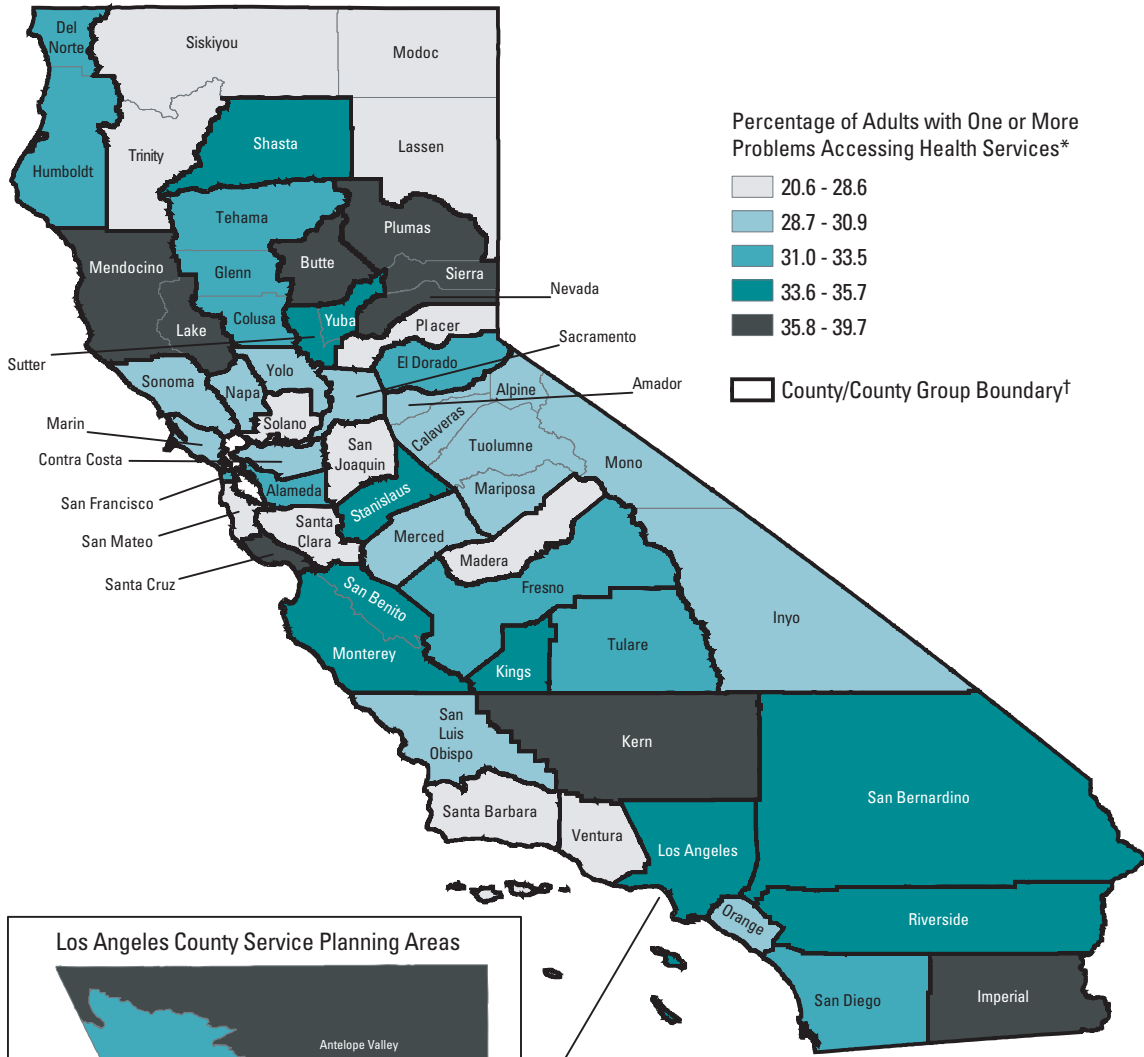 Del
Norte
Siskiyou
Modoc
Humboldt
Trinity
Shasta
Lassen
Tehama
Plumas
Mendocino
Glenn
Butte
Sierra
Nevada
Colusa
Lake
Yuba
Placer
Sacramento
Sutter
Sonoma
Napa
Yolo
El Dorado
Alpine
Amador
Marin
Solano
Calaveras
Contra Costa
San
Joaquin
Tuolumne
Mono
San Francisco
Alameda
Stanislaus
Mariposa
San Mateo
Santa
Clara
Merced
Madera
Santa Cruz
San Benito
Fresno
Inyo
Monterey
Kings
Tulare
San
Luis
Obispo
Kern
San Bernardino
Santa Barbara
Ventura
Los Angeles
Orange
Riverside
San Diego
Imperial
Percentage of Adults with One or More
Problems Accessing Health Services*
20.6 - 28.6
28.7 - 30.9
31.0 - 33.5
33.6 - 35.7
35.8 - 39.7
County/County Group Boundary†
Los Angeles County Service Planning Areas
Antelope Valley